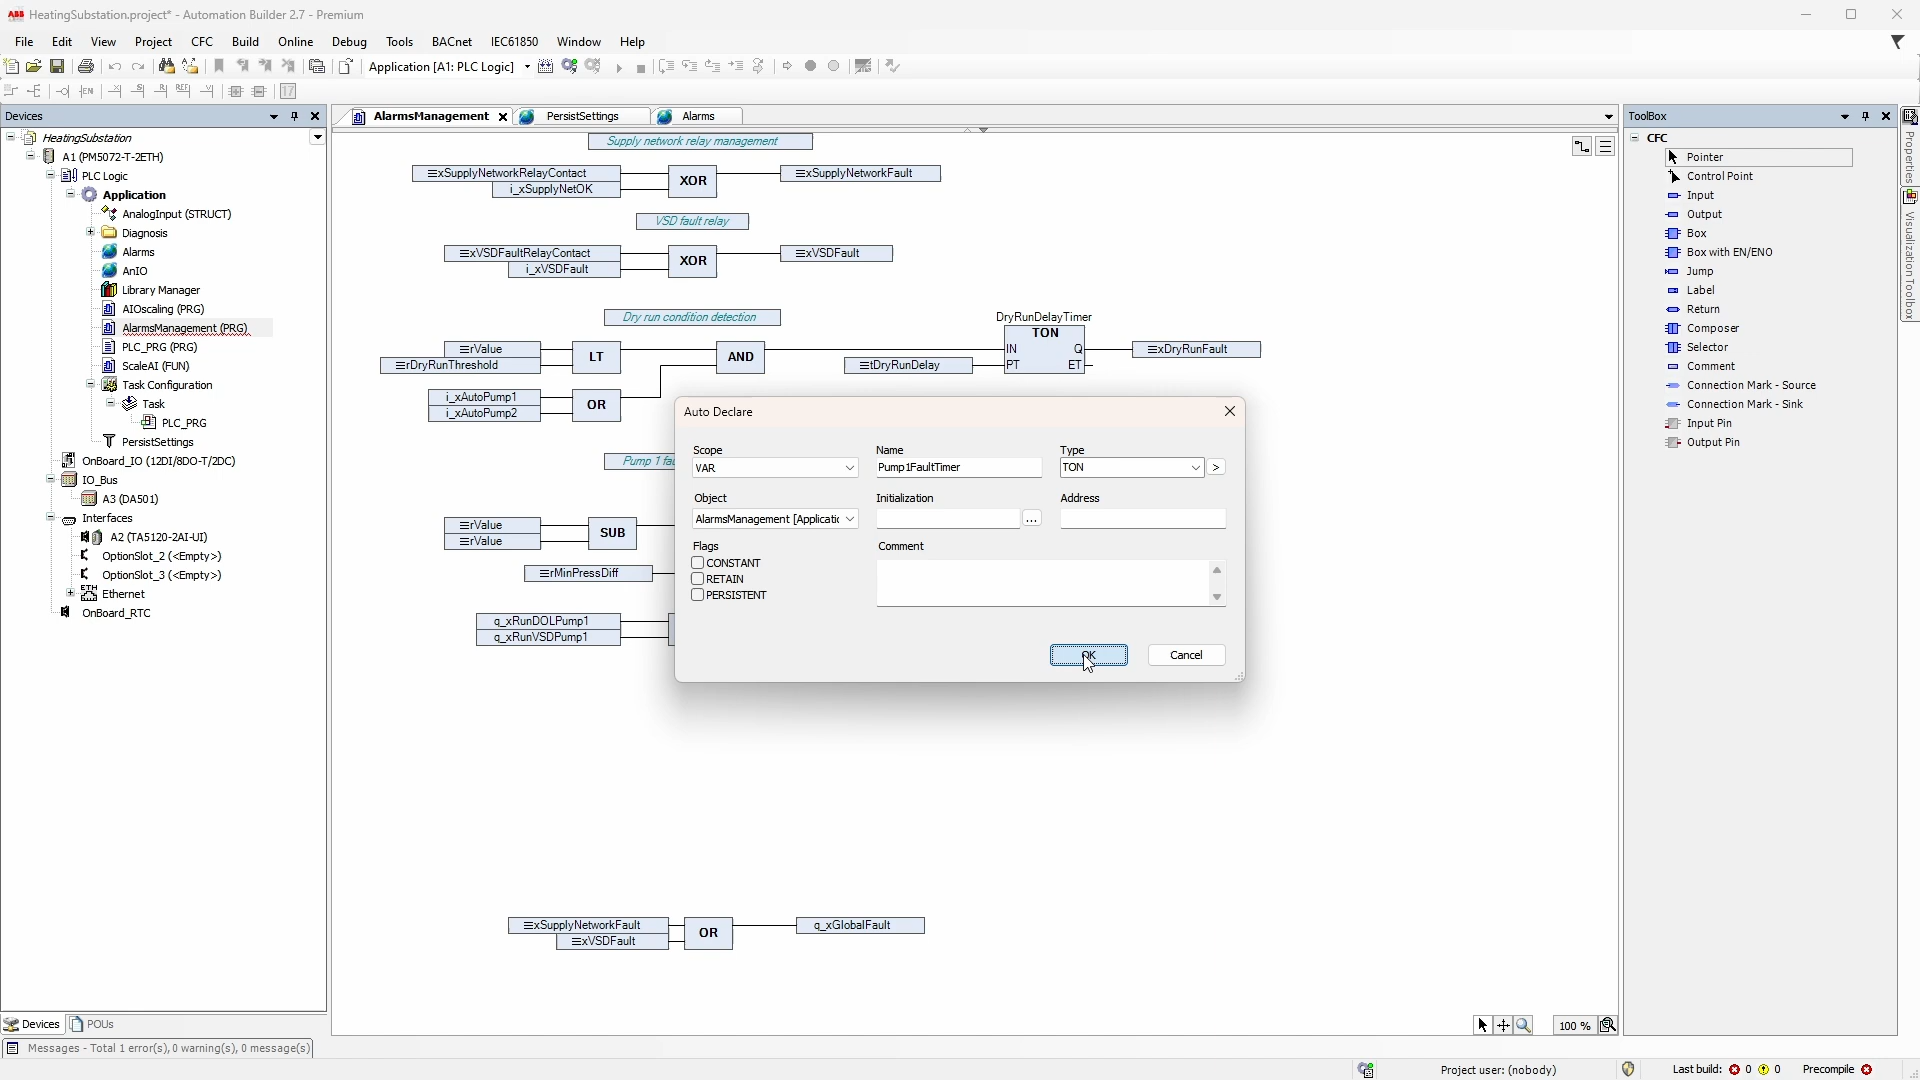 HeatingSubstation.project* - Automation Builder 2.7 - Premium
File Edit View Project CFC Build Online Debug Tools BACnet IEC61850 Window Help
Application [A1: PLC Logic]
Devices
HeatingSubstation
A1 (PM5072-T-2ETH)
PLC Logic
Application
AnalogInput (STRUCT)
Diagnosis
Alarms
AnIO
Library Manager
AIOscaling (PRG)
AlarmsManagement (PRG)
PLC_PRG (PRG)
ScaleAI (FUN)
Task Configuration
Task
PLC_PRG
PersistSettings
OnBoard_IO (12DI/8DO-T/2DC)
IO_Bus
A3 (DA501)
Interfaces
A2 (TA5120-2AI-UI)
OptionSlot_2 (<Empty>)
OptionSlot_3 (<Empty>)
Ethernet
OnBoard_RTC
Devices POUs
AlarmsManagement PersistSettings Alarms
Supply network relay management
xSupplyNetworkRelayContact
i_xSupplyNetOK
XOR
xSupplyNetworkFault
VSD fault relay
xVSDFaultRelayContact
i_xVSDFault
XOR
xVSDFault
Dry run condition detection
DryRunDelayTimer
rValue
rDryRunThreshold
LT
AND
tDryRunDelay
TON
IN Q
PT ET
xDryRunFault
i_xAutoPump1
i_xAutoPump2
OR
Pump 1 fau
rValue
rValue
SUB
rMinPressDiff
q_xRunDOLPump1
q_xRunVSDPump1
Auto Declare
Scope Name Type
VAR Pump1FaultTimer TON >
Object Initialization Address
AlarmsManagement [Applicatic ...
Flags Comment
CONSTANT
RETAIN
PERSISTENT
OK Cancel
xSupplyNetworkFault
xVSDFault
OR
q_xGlobalFault
100 %
ToolBox
CFC
Pointer
Control Point
Input
Output
Box
Box with EN/ENO
Jump
Label
Return
Composer
Selector
Comment
Connection Mark - Source
Connection Mark - Sink
Input Pin
Output Pin
Properties
Visualization Toolbox
Messages - Total 1 error(s), 0 warning(s), 0 message(s)
Project user: (nobody) Last build: 0 0 Precompile